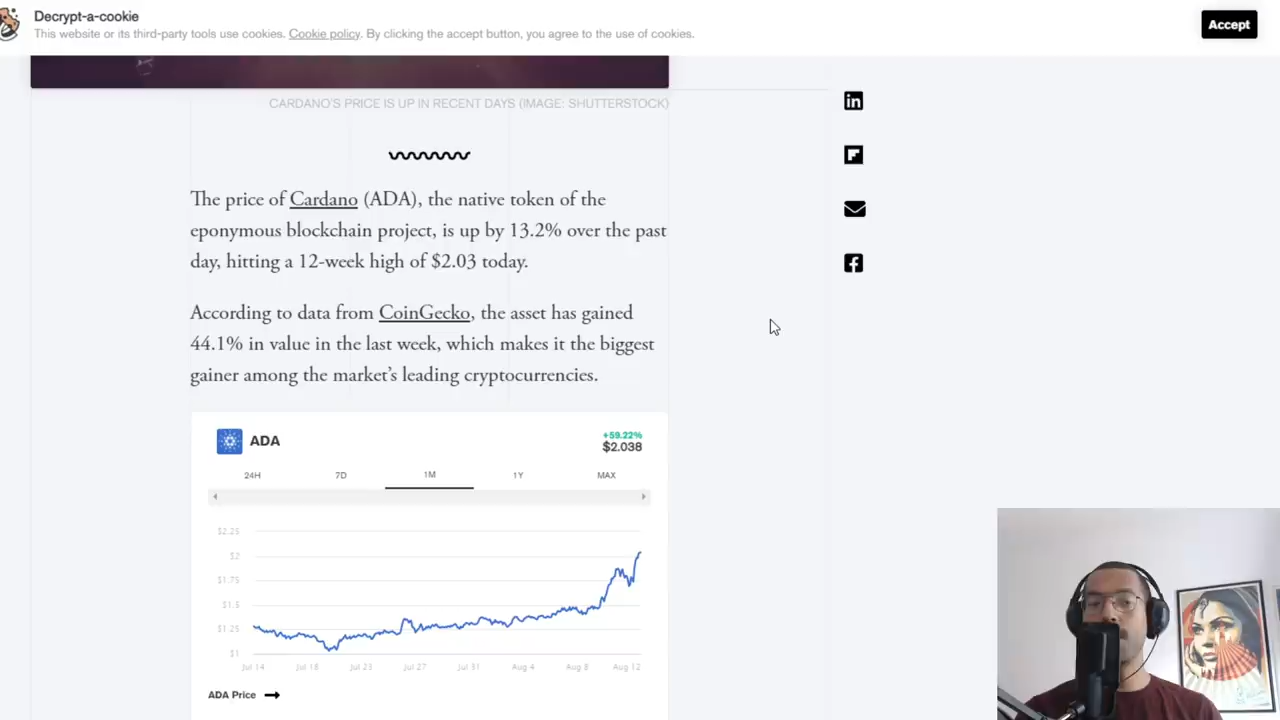 Decrypt-a-cookie
This website or its third-party tools use cookies. Cookie policy. By clicking the accept button, you agree to the use of cookies.
Accept
CARDANO'S PRICE IS UP IN RECENT DAYS (IMAGE: SHUTTERSTOCK)
The price of Cardano (ADA), the native token of the
eponymous blockchain project, is up by 13.2% over the past
day, hitting a 12-week high of $2.03 today.
According to data from CoinGecko, the asset has gained
44.1% in value in the last week, which makes it the biggest
gainer among the market's leading cryptocurrencies.
ADA
+59.22%
$2.038
24H 7D 1M 1Y MAX
$2.25
$2
$1.75
$1.5
$1.25
$1
Jul 14 Jul 18 Jul 23 Jul 27 Jul 31 Aug 4 Aug 8 Aug 12
ADA Price